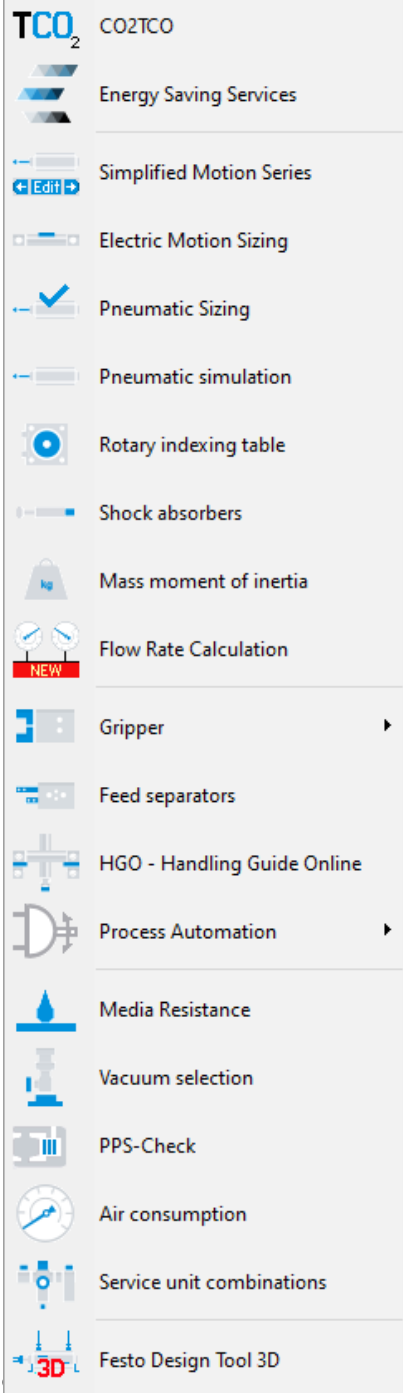 TCO2 CO2TCO
Energy Saving Services
Edit Simplified Motion Series
Electric Motion Sizing
Pneumatic Sizing
Pneumatic simulation
Rotary indexing table
Shock absorbers
kg Mass moment of inertia
Flow Rate Calculation
NEW
Gripper
Feed separators
HGO - Handling Guide Online
Process Automation
Media Resistance
Vacuum selection
PPS-Check
Air consumption
Service unit combinations
3D Festo Design Tool 3D